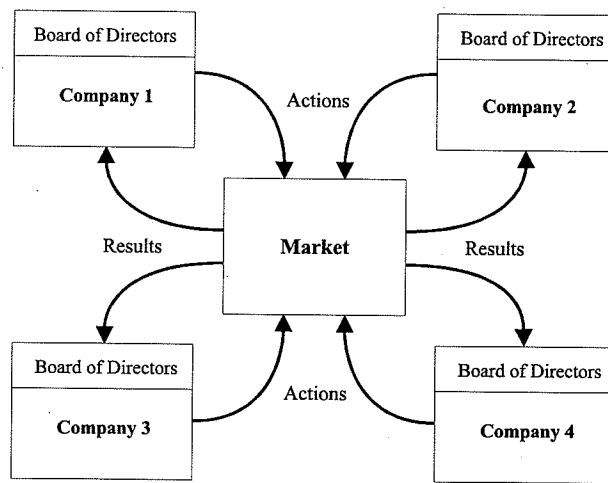 Board of Directors
Company 1
Board of Directors
Company 2
Actions
Market
Results
Results
Board of Directors
Company 3
Board of Directors
Company 4
Actions